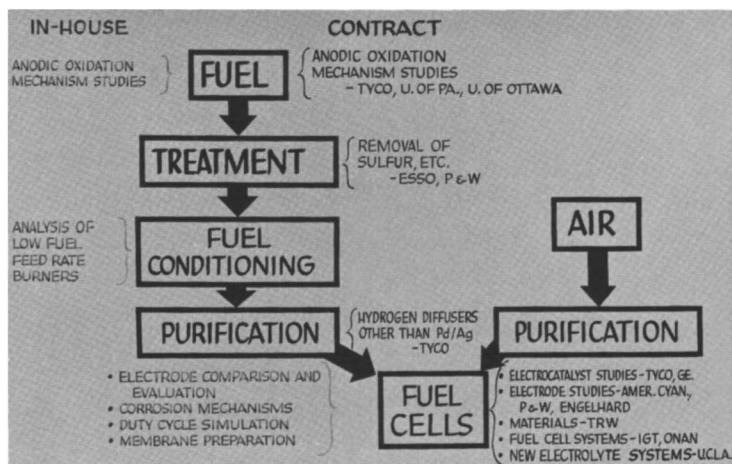 IN-HOUSE
CONTRACT
ANODIC OXIDATION
MECHANISM STUDIES
FUEL
ANODIC OXIDATION
MECHANISM STUDIES
-TYCO, U. OF PA., U. OF OTTAWA
TREATMENT
REMOVAL OF
SULFUR, ETC.
-ESSO, P & W
ANALYSIS OF
LOW FUEL
FEED RATE
BURNERS
FUEL
CONDITIONING
AIR
PURIFICATION
HYDROGEN DIFFUSERS
OTHER THAN Pd/Ag
-TYCO
PURIFICATION
• ELECTRODE COMPARISON AND
EVALUATION
• CORROSION MECHANISMS
• DUTY CYCLE SIMULATION
• MEMBRANE PREPARATION
FUEL
CELLS
• ELECTROCATALYST STUDIES-TYCO, GE.
• ELECTRODE STUDIES-AMER. CYAN.,
P & W, ENGELHARD
• MATERIALS-TRW
• FUEL CELL SYSTEMS-IGT, ONAN
• NEW ELECTROLYTE SYSTEMS-U.C.L.A.